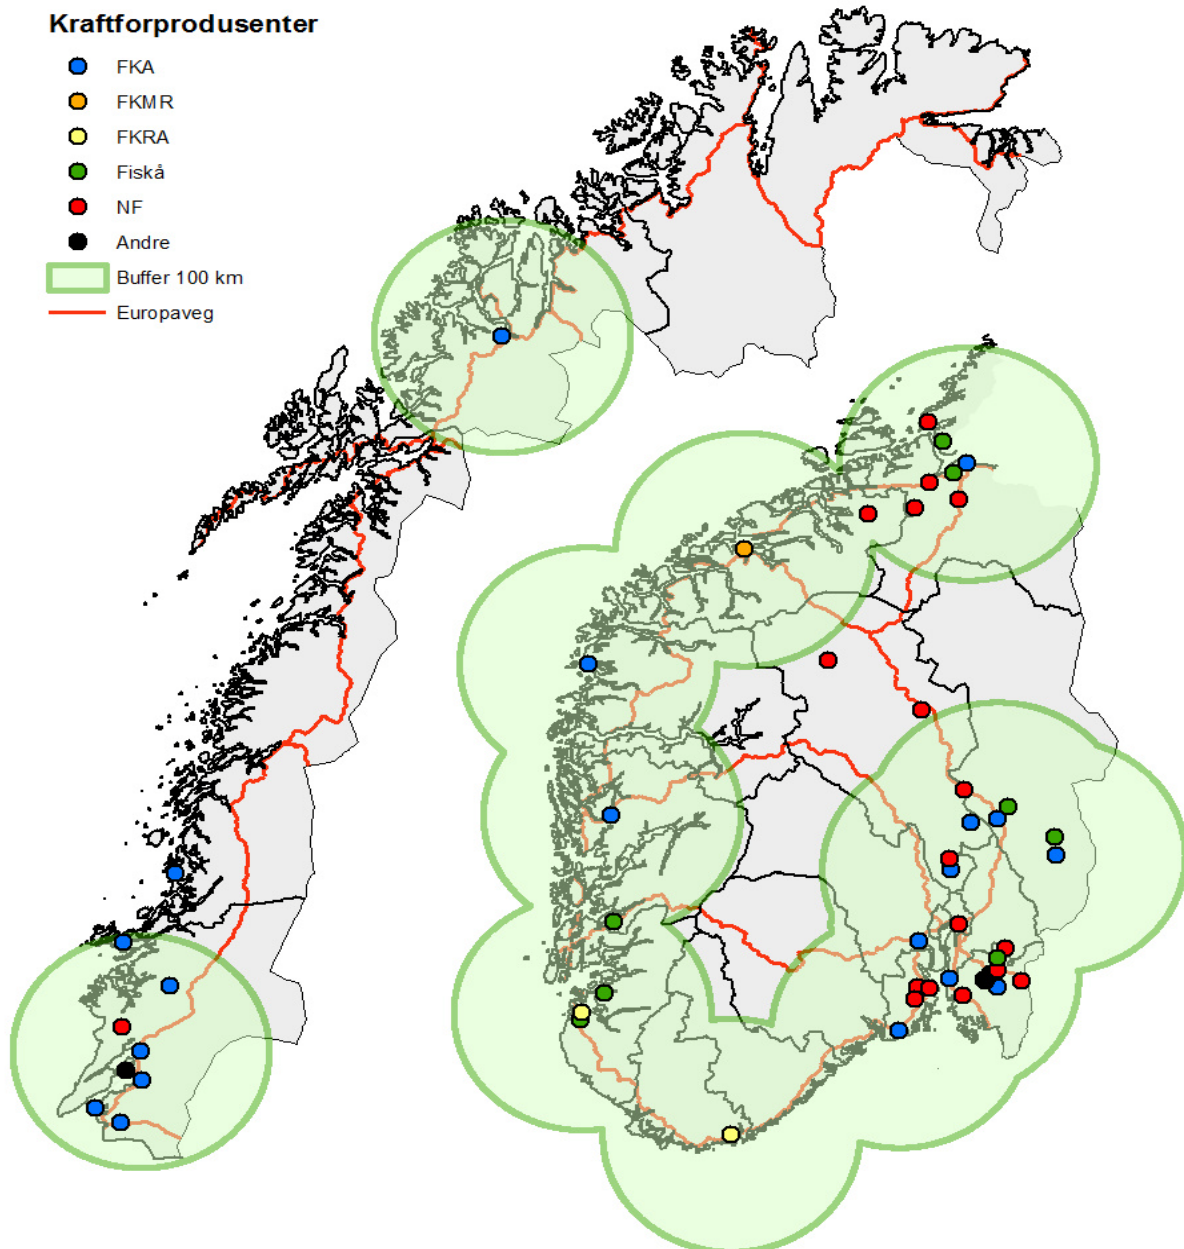 Kraftforprodusenter
FKA
FKMR
FKRA
Fiskå
NF
Andre
Buffer 100 km
Europaveg